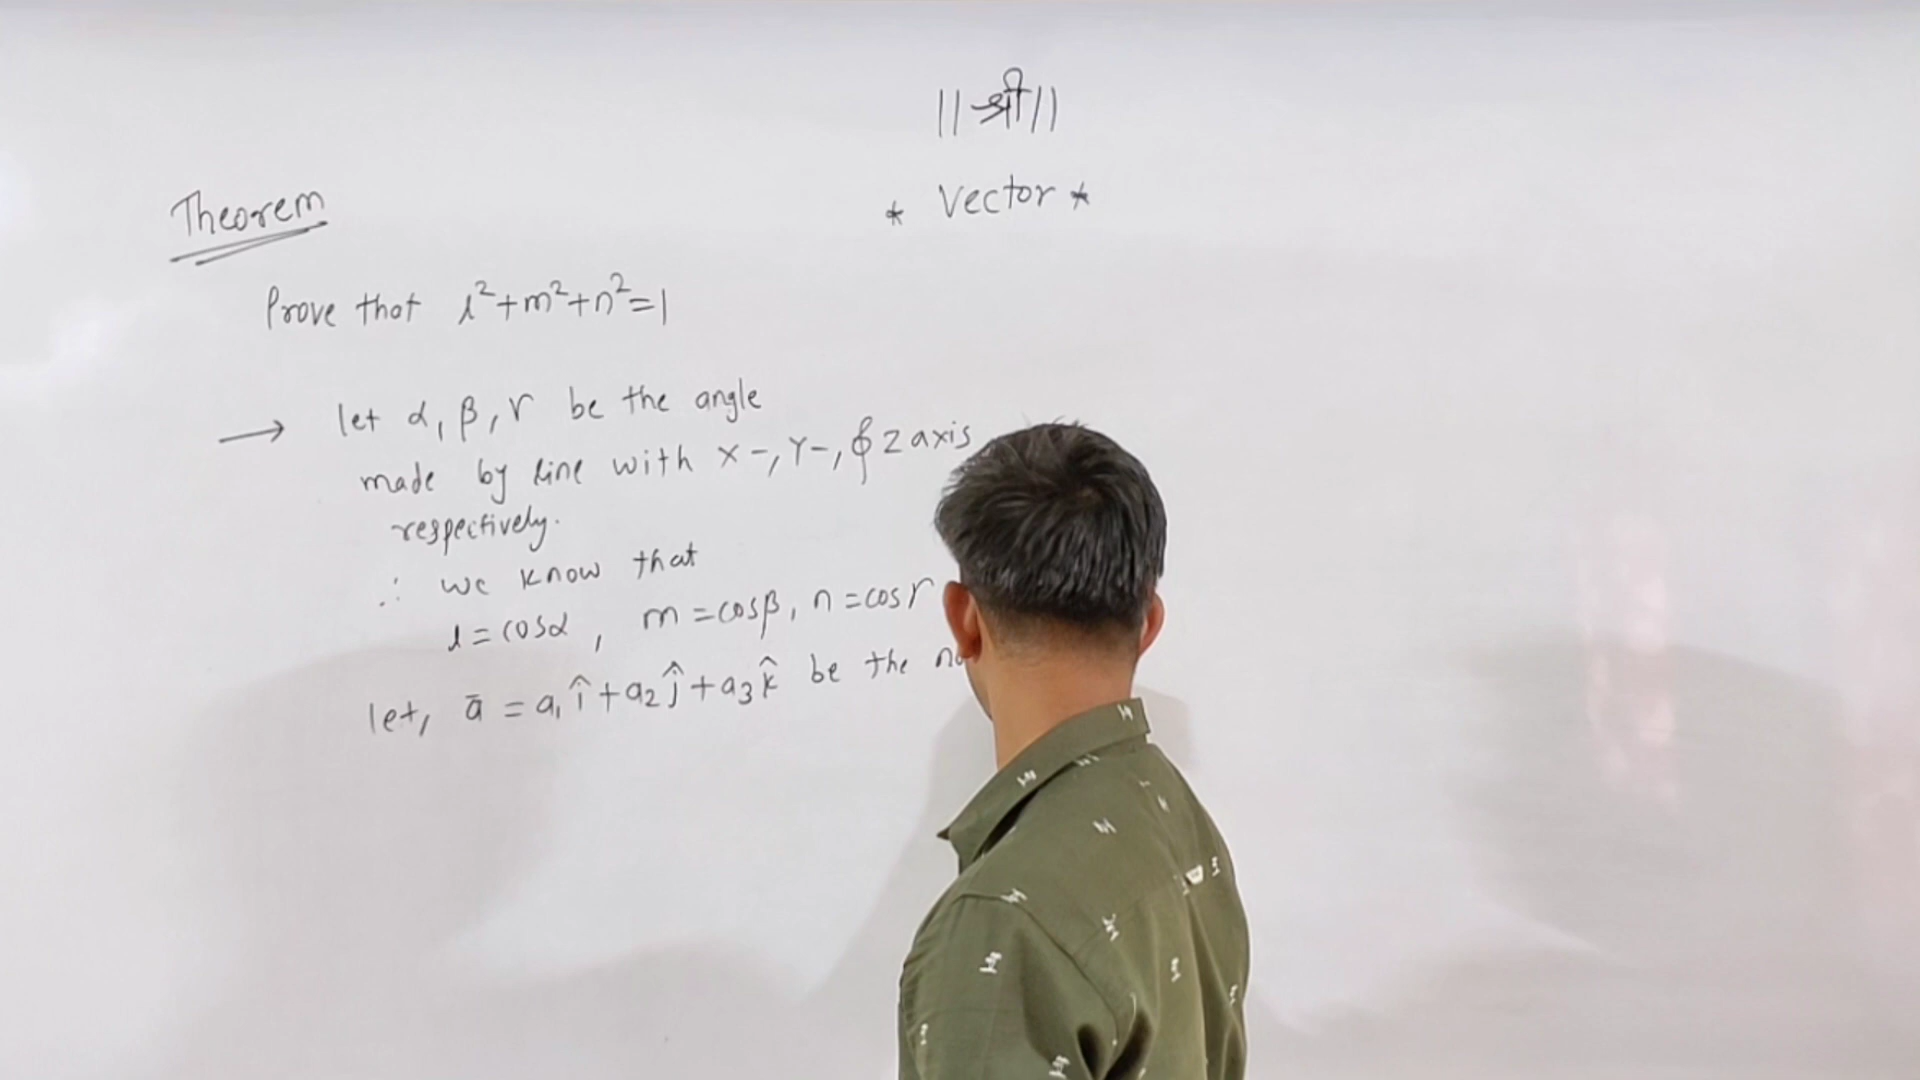 ||श्री||
* Vector *
Theorem
Prove that l²+m²+n²=1
→ let α, β, r be the angle
made by line with X-, Y-, & Z axis
respectively.
∴ we know that
l = cosα , m = cosβ, n = cosr
let, ā = a₁î + a₂ĵ + a₃k̂ be the